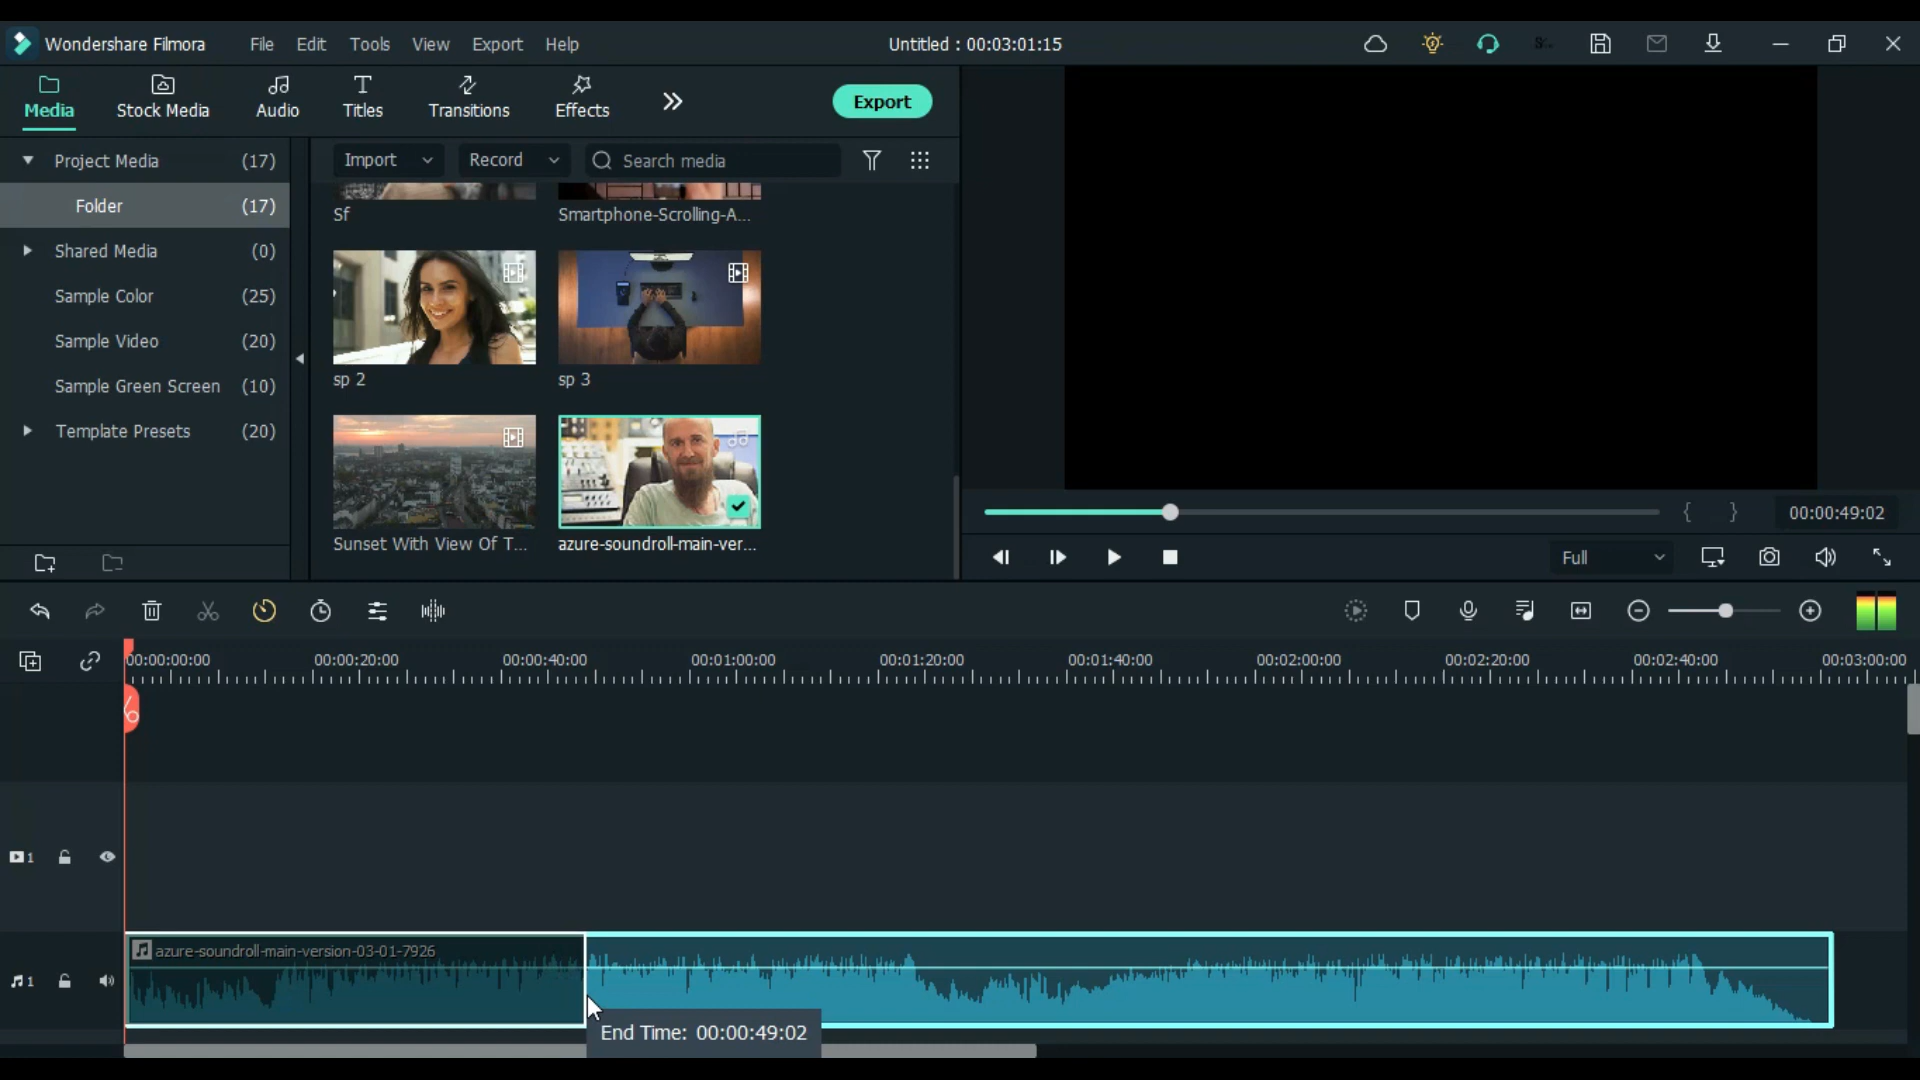 Wondershare Filmora
File
Edit
Tools
View
Export
Help
Untitled : 00:03:01:15
Media
Stock Media
Audio
Titles
Transitions
Effects
Export
Project Media (17)
Folder (17)
Shared Media (0)
Sample Color (25)
Sample Video (20)
Sample Green Screen (10)
Template Presets (20)
Import
Record
Search media
Sf
Smartphone-Scrolling-A...
sp 2
sp 3
Sunset With View Of T...
azure-soundroll-main-ver...
{ }
00:00:49:02
Full
00:00:00:00
00:00:20:00
00:00:40:00
00:01:00:00
00:01:20:00
00:01:40:00
00:02:00:00
00:02:20:00
00:02:40:00
00:03:00:00
1
azure-soundroll-main-version-03-01-7926
1
End Time: 00:00:49:02